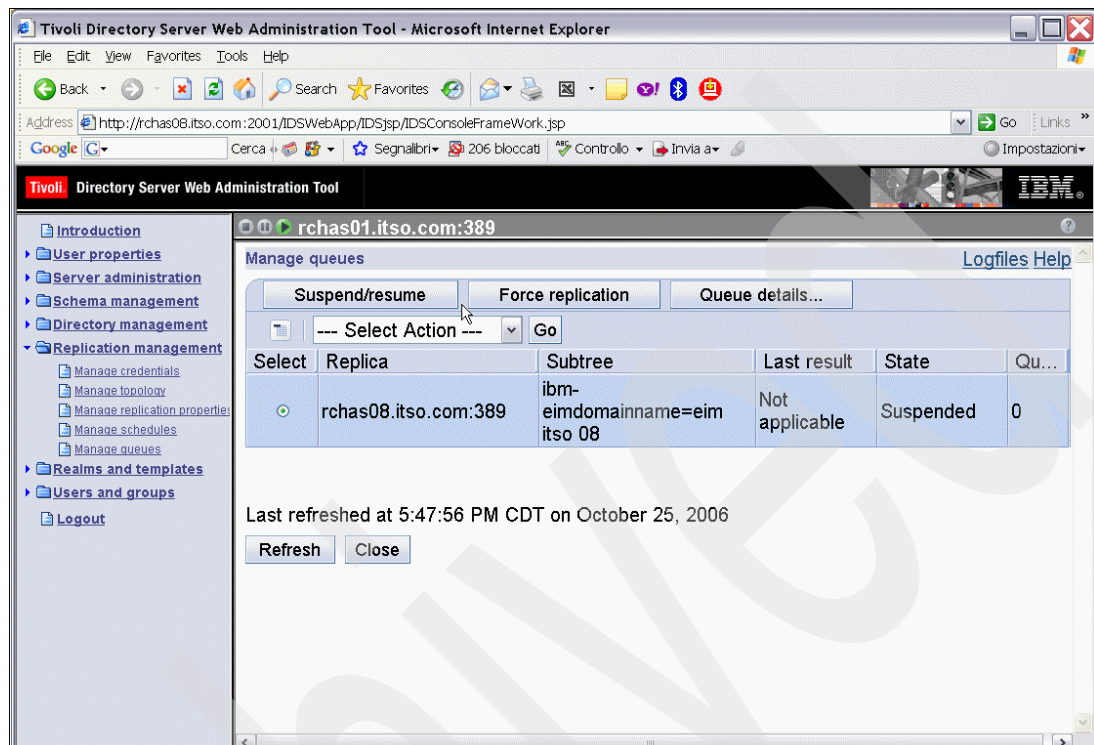 Tivoli Directory Server Web Administration Tool - Microsoft Internet Explorer
File Edit View Favorites Tools Help
Back Search Favorites
Address http://rchas08.itso.com:2001/IDSWebApp/IDSjsp/IDSConsoleFrameWork.jsp Go Links »
Google G Cerca Segnalibri 206 bloccati ABC Controllo Invia a Impostazioni
Tivoli. Directory Server Web Administration Tool IBM®
Introduction
User properties
Server administration
Schema management
Directory management
Replication management
Manage credentials
Manage topology
Manage replication properties
Manage schedules
Manage queues
Realms and templates
Users and groups
Logout
rchas01.itso.com:389 ?
Manage queues Logfiles Help
Suspend/resume Force replication Queue details...
--- Select Action --- Go
Select Replica Subtree Last result State Qu...
rchas08.itso.com:389 ibm-eimdomainname=eim itso 08 Not applicable Suspended 0
Last refreshed at 5:47:56 PM CDT on October 25, 2006
Refresh Close